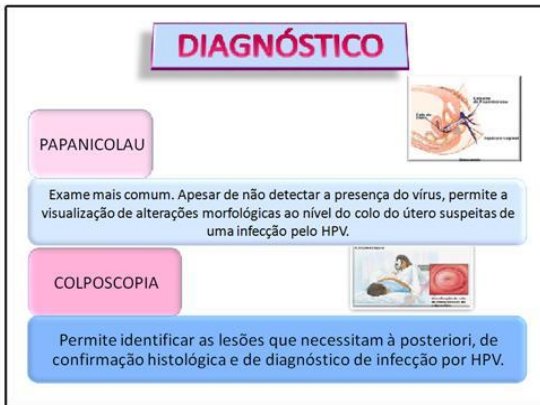 DIAGNÓSTICO
PAPANICOLAU
Exame mais comum. Apesar de não detectar a presença do vírus, permite a
visualização de alterações morfológicas ao nível do colo do útero suspeitas de
uma infecção pelo HPV.
COLPOSCOPIA
Permite identificar as lesões que necessitam à posteriori, de
confirmação histológica e de diagnóstico de infecção por HPV.